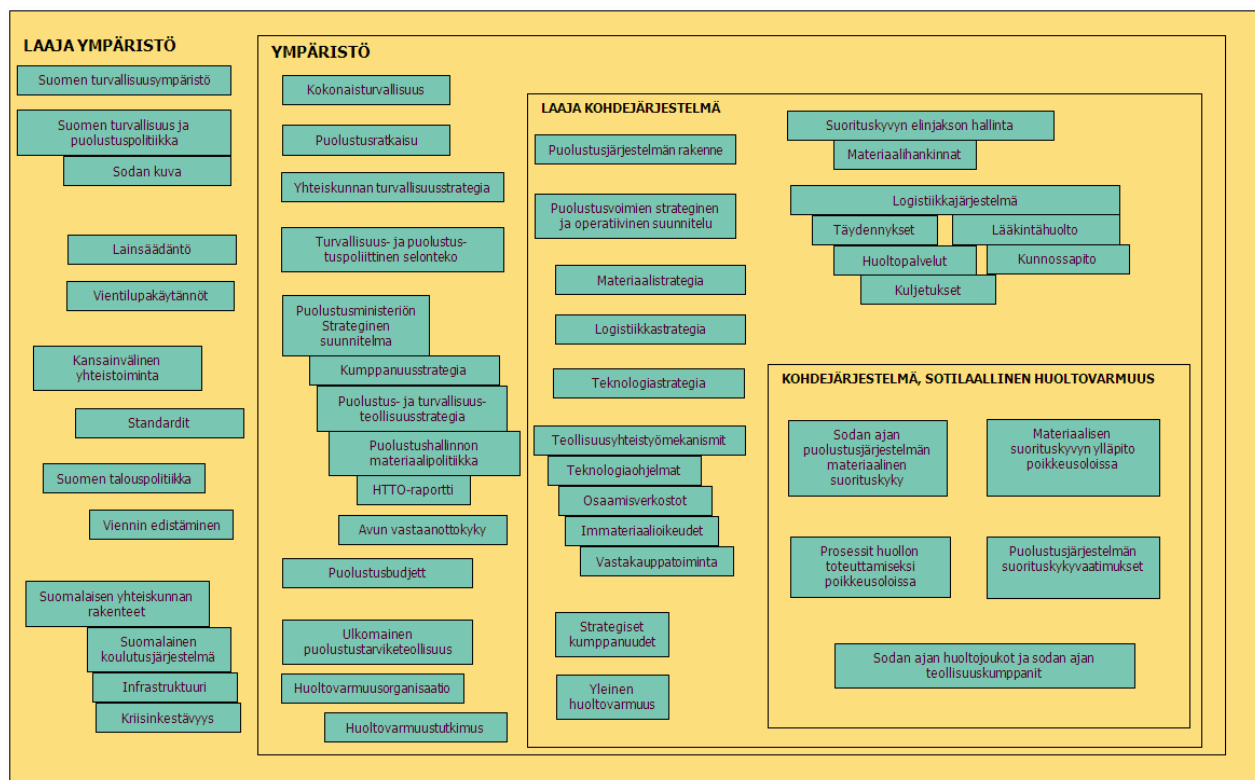 LAAJA YMPÄRISTÖ
Suomen turvallisuusympäristö
Suomen turvallisuus ja
puolustuspolitiikka
Sodan kuva
Lainsäädäntö
Vientilupakäytännöt
Kansainvälinen
yhteistoiminta
Standardit
Suomen talouspolitiikka
Viennin edistäminen
Suomalaisen yhteiskunnan
rakenteet
Suomalainen
koulutusjärjestelmä
Infrastruktuuri
Kriisinkestävyys
YMPÄRISTÖ
Kokonaisturvallisuus
Puolustusratkaisu
Yhteiskunnan turvallisuusstrategia
Turvallisuus- ja puolustus-
tuspoliittinen selonteko
Puolustusministeriön
Strateginen
suunnitelma
Kumppanuusstrategia
Puolustus- ja turvallisuus-
teollisuusstrategia
Puolustushallinnon
materiaalipolitiikka
HTTO-raportti
Avun vastaanottokyky
Puolustusbudjett
Ulkomainen
puolustustarviketeollisuus
Huoltovarmuusorganisaatio
Huoltovarmuustutkimus
LAAJA KOHDEJÄRJESTELMÄ
Puolustusjärjestelmän rakenne
Puolustusvoimien strateginen
ja operatiivinen suunnitelu
Materiaalistrategia
Logistiikkastrategia
Teknologiastrategia
Teollisuusyhteistyömekanismit
Teknologiaohjelmat
Osaamisverkostot
Immateriaalioikeudet
Vastakauppatoiminta
Strategiset
kumppanuudet
Yleinen
huoltovarmuus
Suorituskyvyn elinjakson hallinta
Materiaalihankinnat
Logistiikkajärjestelmä
Täydennykset
Lääkintähuolto
Huoltopalvelut
Kunnossapito
Kuljetukset
KOHDEJÄRJESTELMÄ, SOTILAALLINEN HUOLTOVARMUUS
Sodan ajan
puolustusjärjestelmän
materiaalinen
suorituskyky
Materiaalisen
suorituskyvyn ylläpito
poikkeusoloissa
Prosessit huollon
toteuttamiseksi
poikkeusoloissa
Puolustusjärjestelmän
suorituskykyvaatimukset
Sodan ajan huoltojoukot ja sodan ajan
teollisuuskumppanit